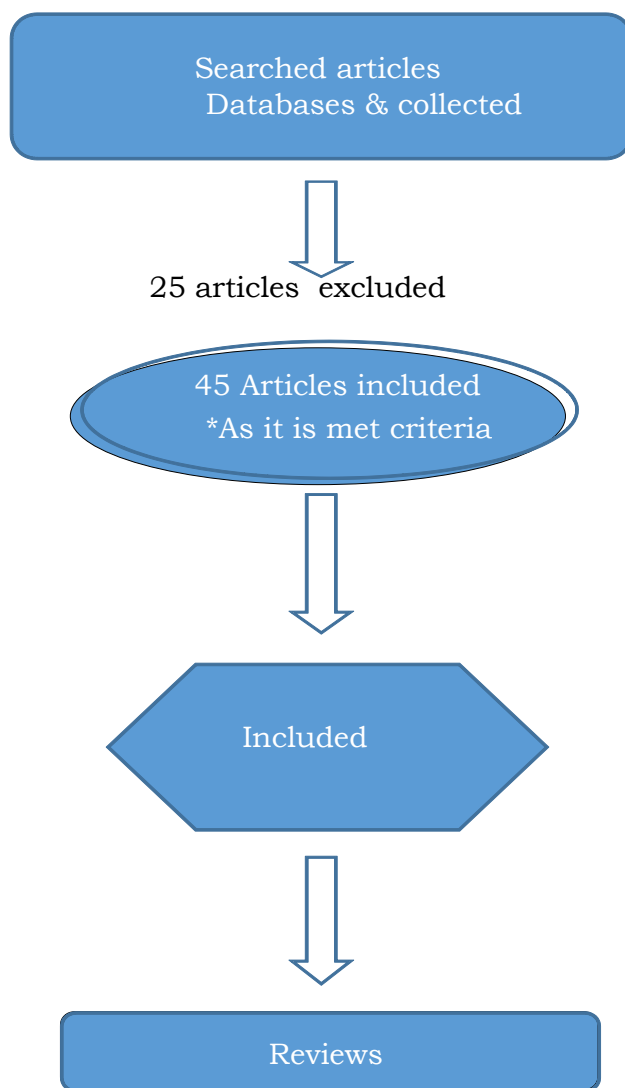 Searched articles
Databases & collected
25 articles excluded
45 Articles included
*As it is met criteria
Included
Reviews